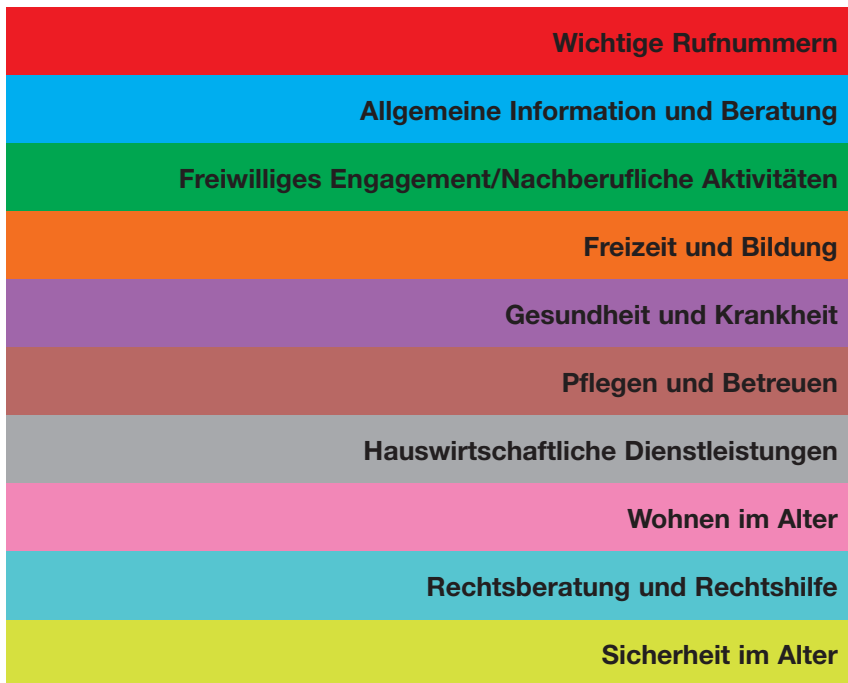 Wichtige Rufnummern
Allgemeine Information und Beratung
Freiwilliges Engagement/Nachberufliche Aktivitäten
Freizeit und Bildung
Gesundheit und Krankheit
Pflegen und Betreuen
Hauswirtschaftliche Dienstleistungen
Wohnen im Alter
Rechtsberatung und Rechtshilfe
Sicherheit im Alter